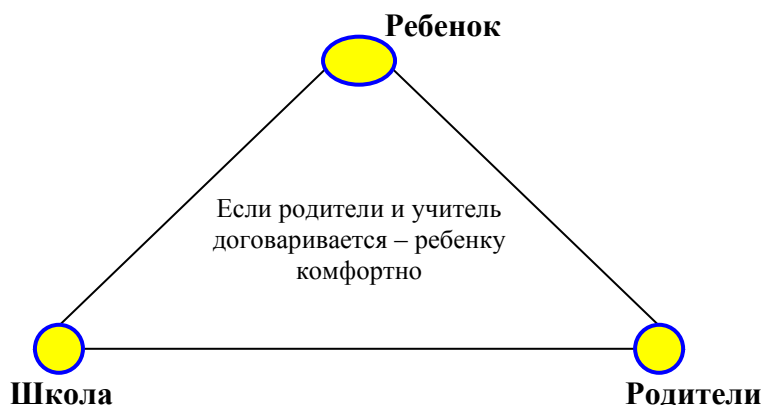 Ребенок
Если родители и учитель
договаривается – ребенку
комфортно
Школа
Родители